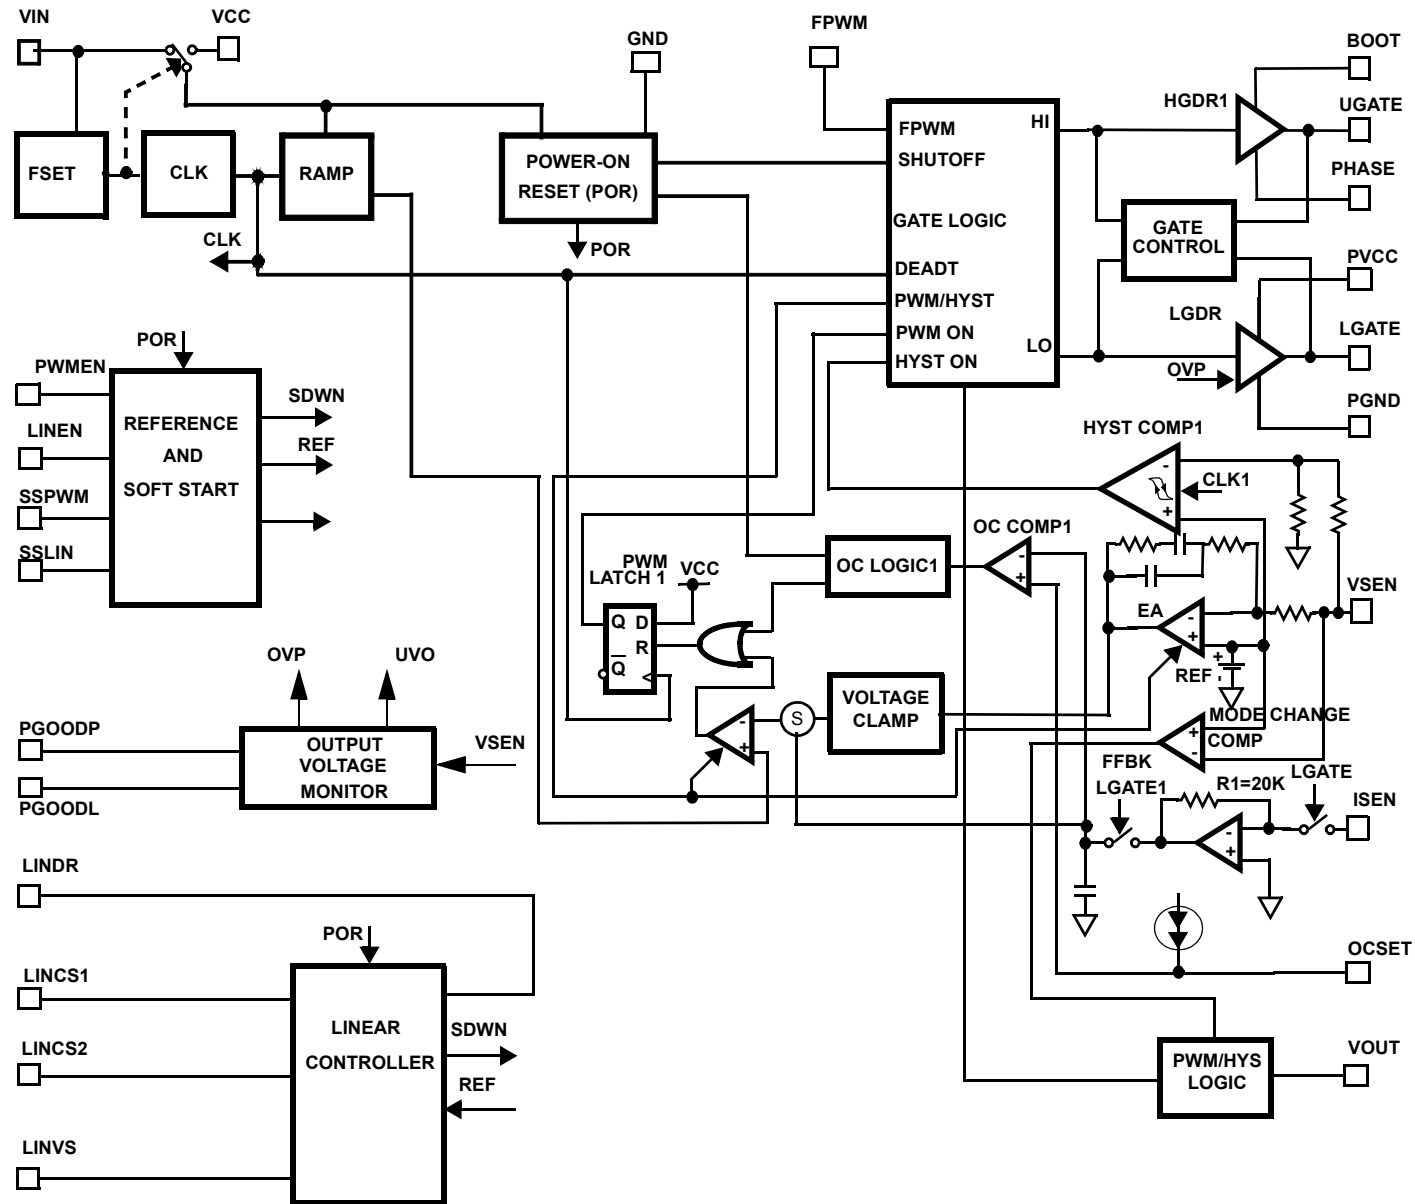 VIN
VCC
GND
FPWM
BOOT
HGDR1
UGATE
PHASE
FSET
CLK
RAMP
POWER-ON
RESET (POR)
FPWM
HI
SHUTOFF
GATE LOGIC
DEADT
PWM/HYST
PWM ON
LO
HYST ON
GATE
CONTROL
CLK
POR
PVCC
LGDR
LGATE
OVP
PGND
POR
PWMEN
LINEN
SSPWM
SSLIN
REFERENCE
AND
SOFT START
SDWN
REF
HYST COMP1
-
+
CLK1
OC COMP1
-
+
OC LOGIC1
PWM
LATCH 1
VCC
Q D
R
Q
<
EA
-
+
VSEN
+
REF
-
VOLTAGE
CLAMP
S
-
+
MODE CHANGE
COMP
+
-
OVP
UVO
PGOODP
PGOODL
OUTPUT
VOLTAGE
MONITOR
VSEN
FFBK
LGATE1
R1=20K
LGATE
ISEN
-
+
LINDR
POR
LINCS1
LINCS2
LINVS
LINEAR
CONTROLLER
SDWN
REF
OCSET
PWM/HYS
LOGIC
VOUT